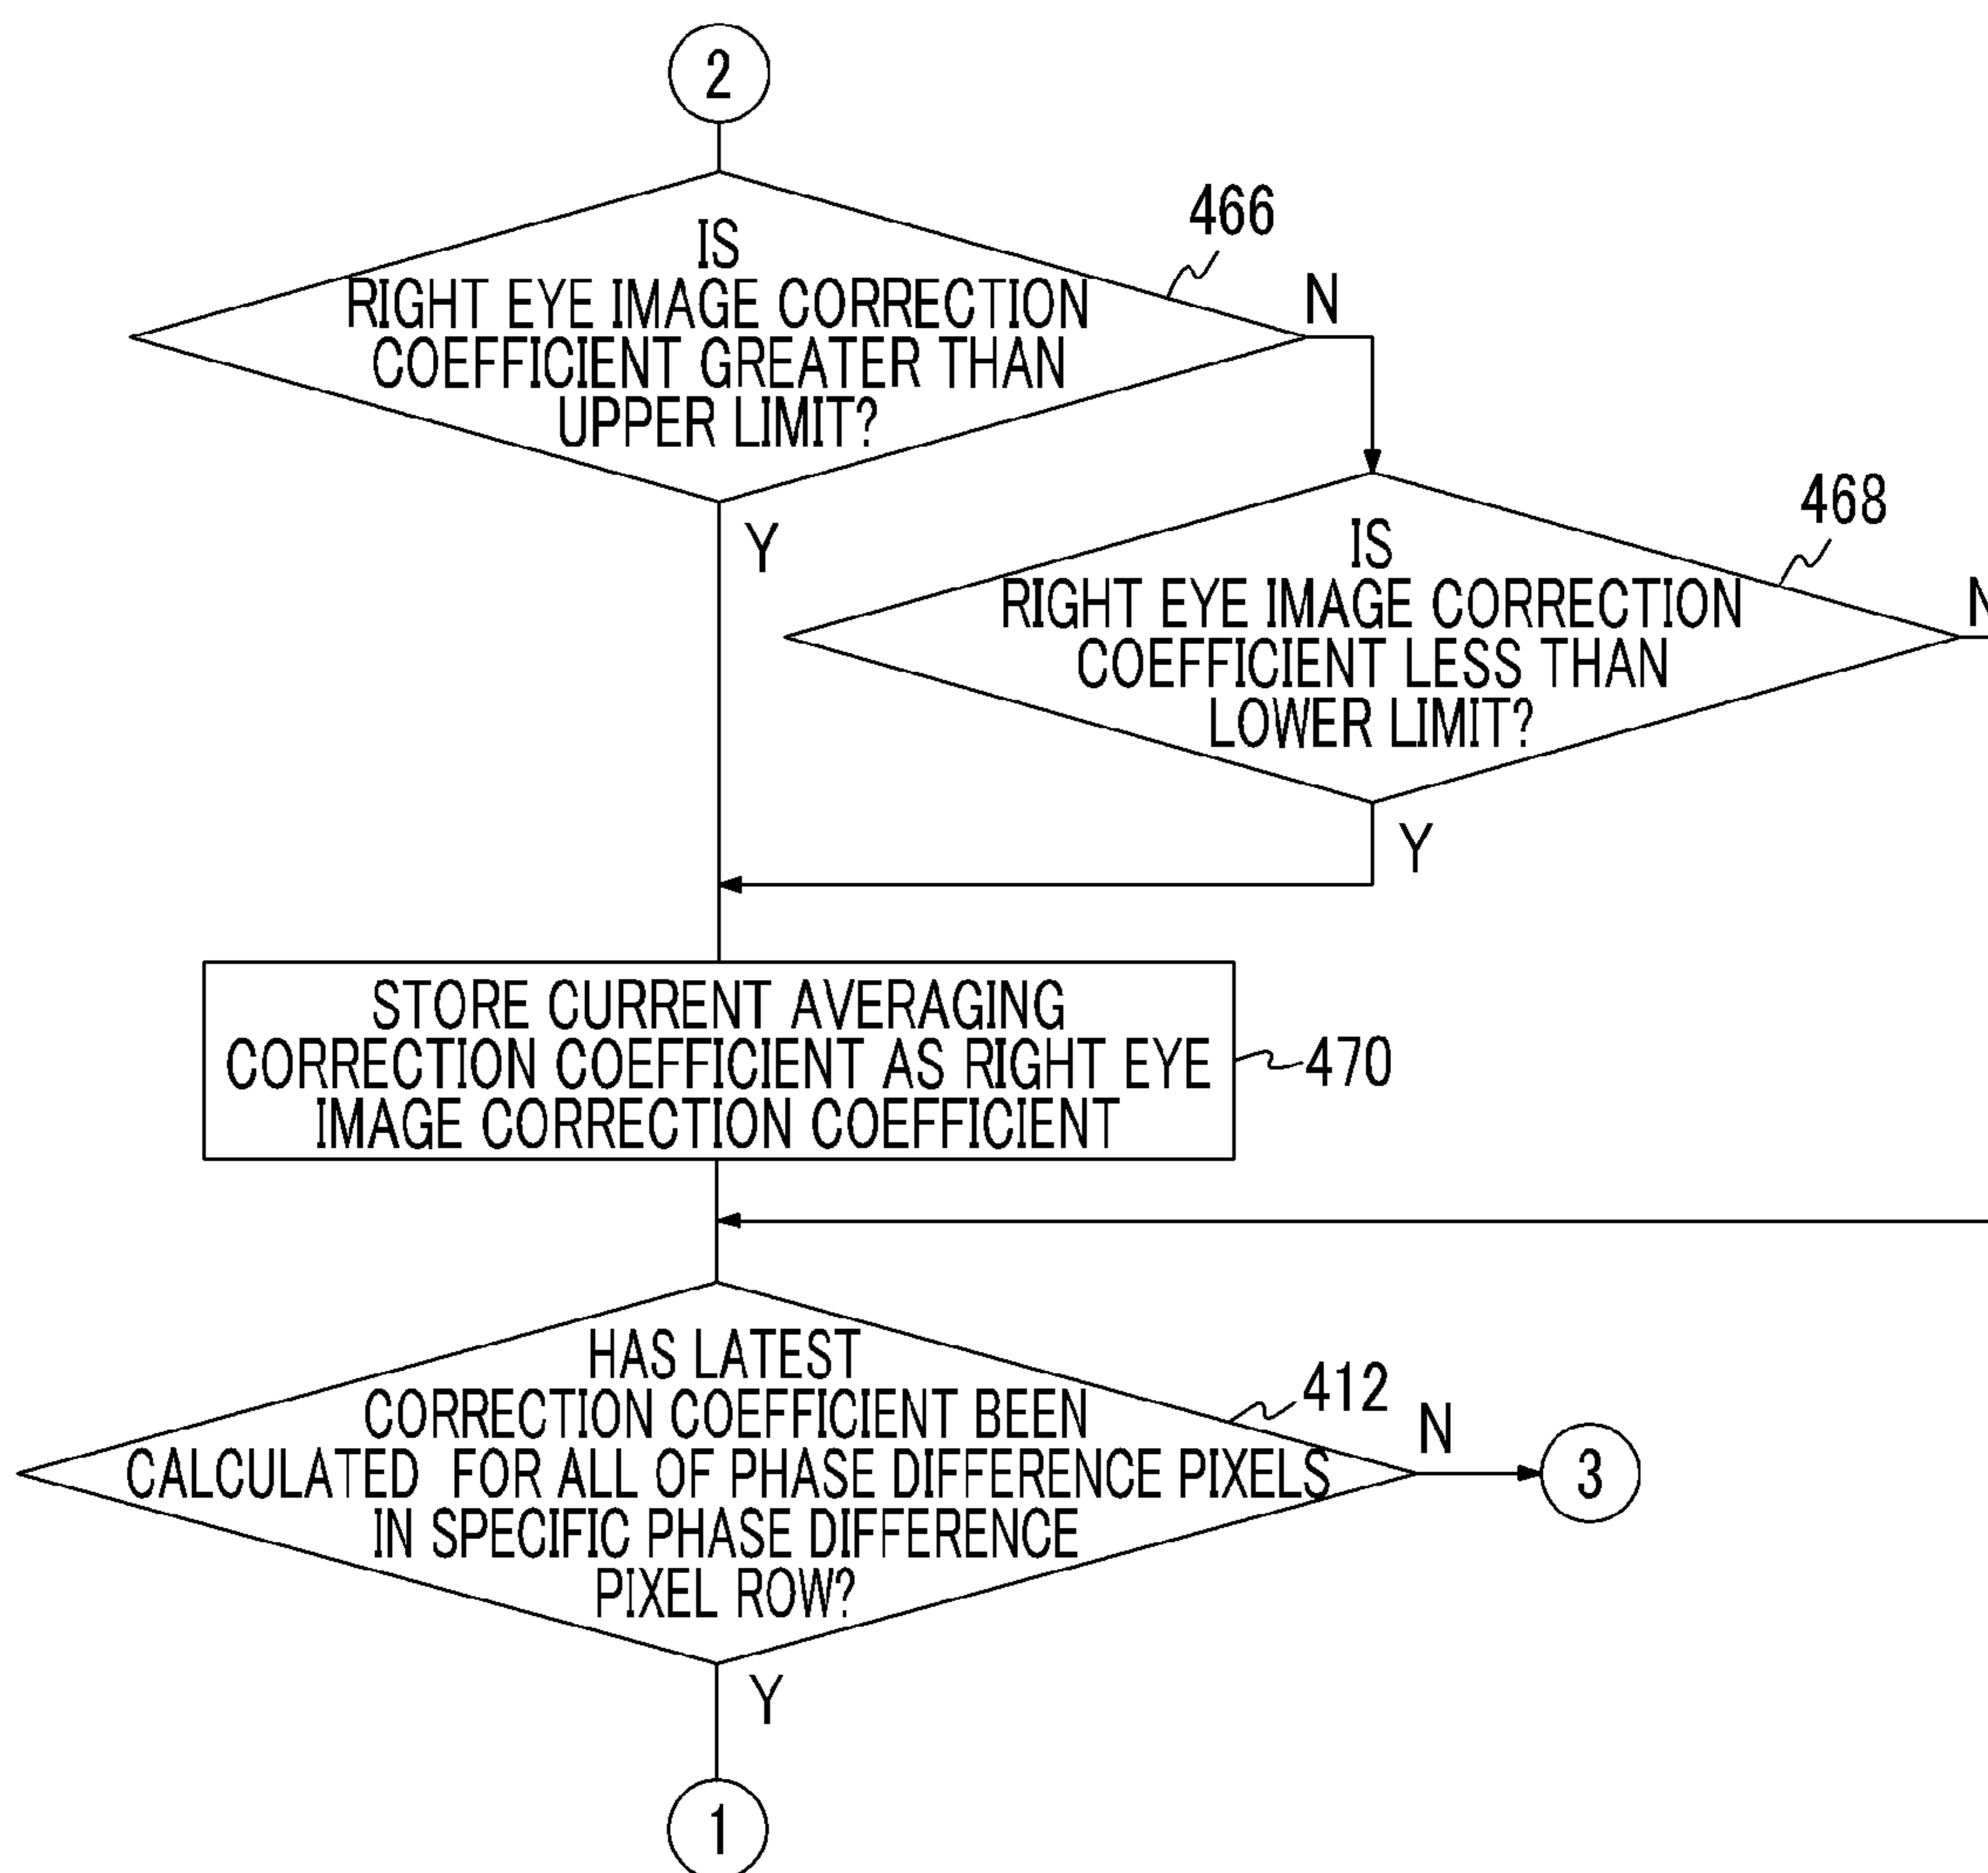 2
466
IS
RIGHT EYE IMAGE CORRECTION
COEFFICIENT GREATER THAN
UPPER LIMIT?
N
Y
468
IS
RIGHT EYE IMAGE CORRECTION
COEFFICIENT LESS THAN
LOWER LIMIT?
N
Y
STORE CURRENT AVERAGING
CORRECTION COEFFICIENT AS RIGHT EYE
IMAGE CORRECTION COEFFICIENT
470
HAS LATEST
CORRECTION COEFFICIENT BEEN
CALCULATED FOR ALL OF PHASE DIFFERENCE PIXELS
IN SPECIFIC PHASE DIFFERENCE
PIXEL ROW?
412
N
3
Y
1